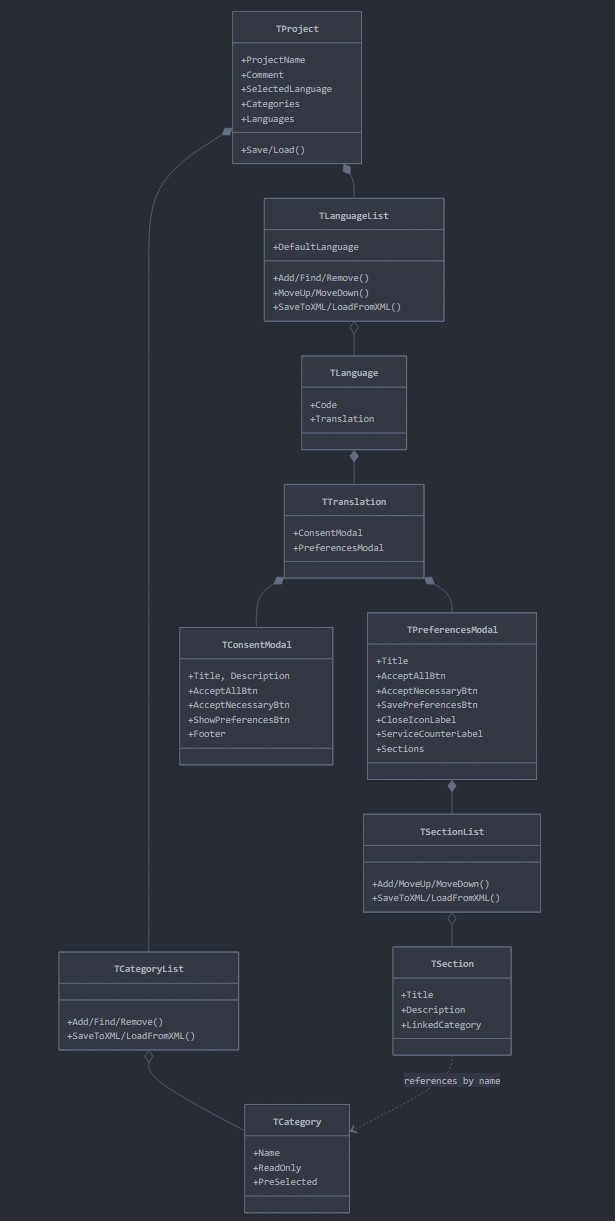 TProject
+ProjectName
+Comment
+SelectedLanguage
+Categories
+Languages
+Save/Load()
TLanguageList
+DefaultLanguage
+Add/Find/Remove()
+MoveUp/MoveDown()
+SaveToXML/LoadFromXML()
TLanguage
+Code
+Translation
TTranslation
+ConsentModal
+PreferencesModal
TConsentModal
+Title, Description
+AcceptAllBtn
+AcceptNecessaryBtn
+ShowPreferencesBtn
+Footer
TPreferencesModal
+Title
+AcceptAllBtn
+AcceptNecessaryBtn
+SavePreferencesBtn
+CloseIconLabel
+ServiceCounterLabel
+Sections
TSectionList
+Add/MoveUp/MoveDown()
+SaveToXML/LoadFromXML()
TCategoryList
+Add/Find/Remove()
+SaveToXML/LoadFromXML()
TSection
+Title
+Description
+LinkedCategory
references by name
TCategory
+Name
+ReadOnly
+PreSelected